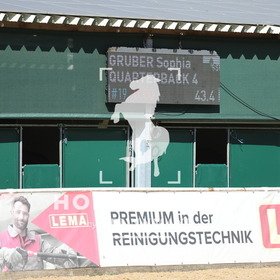 GRUBER Sophia
QUARTERBACK 4
#19 43.4
HO
LEMA
PREMIUM in der
REINIGUNGSTECHNIK
L